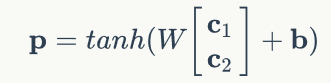 p = tanh(W [ c₁ c₂ ] + b)